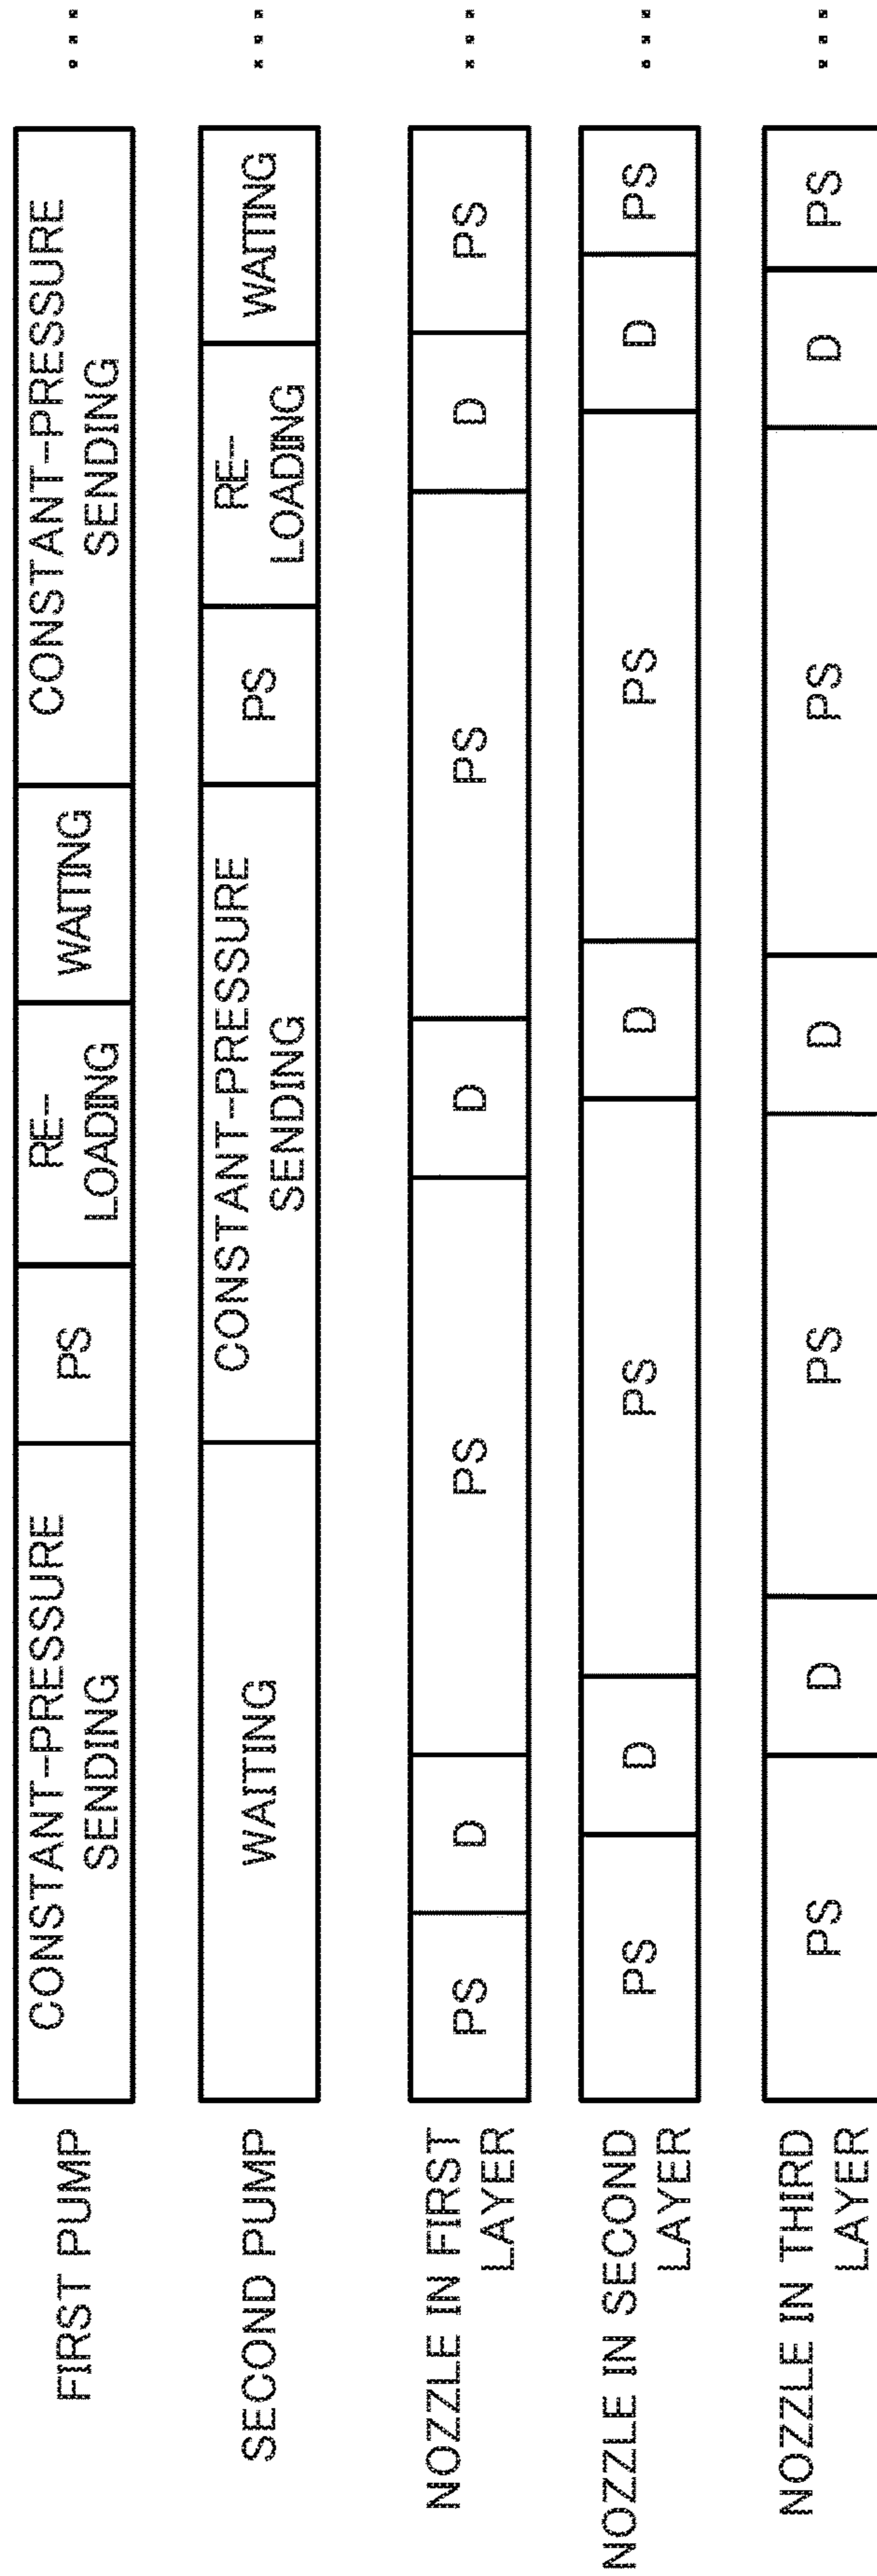 FIRST PUMP
CONSTANT-PRESSURE
SENDING
PS
RE-
LOADING
WAITING
CONSTANT-PRESSURE
SENDING
...
SECOND PUMP
WAITING
CONSTANT-PRESSURE
SENDING
PS
RE-
LOADING
WAITING
...
NOZZLE IN FIRST
LAYER
PS
D
PS
D
PS
D
PS
...
NOZZLE IN SECOND
LAYER
PS
D
PS
D
PS
D
PS
...
NOZZLE IN THIRD
LAYER
PS
D
PS
D
PS
D
PS
...